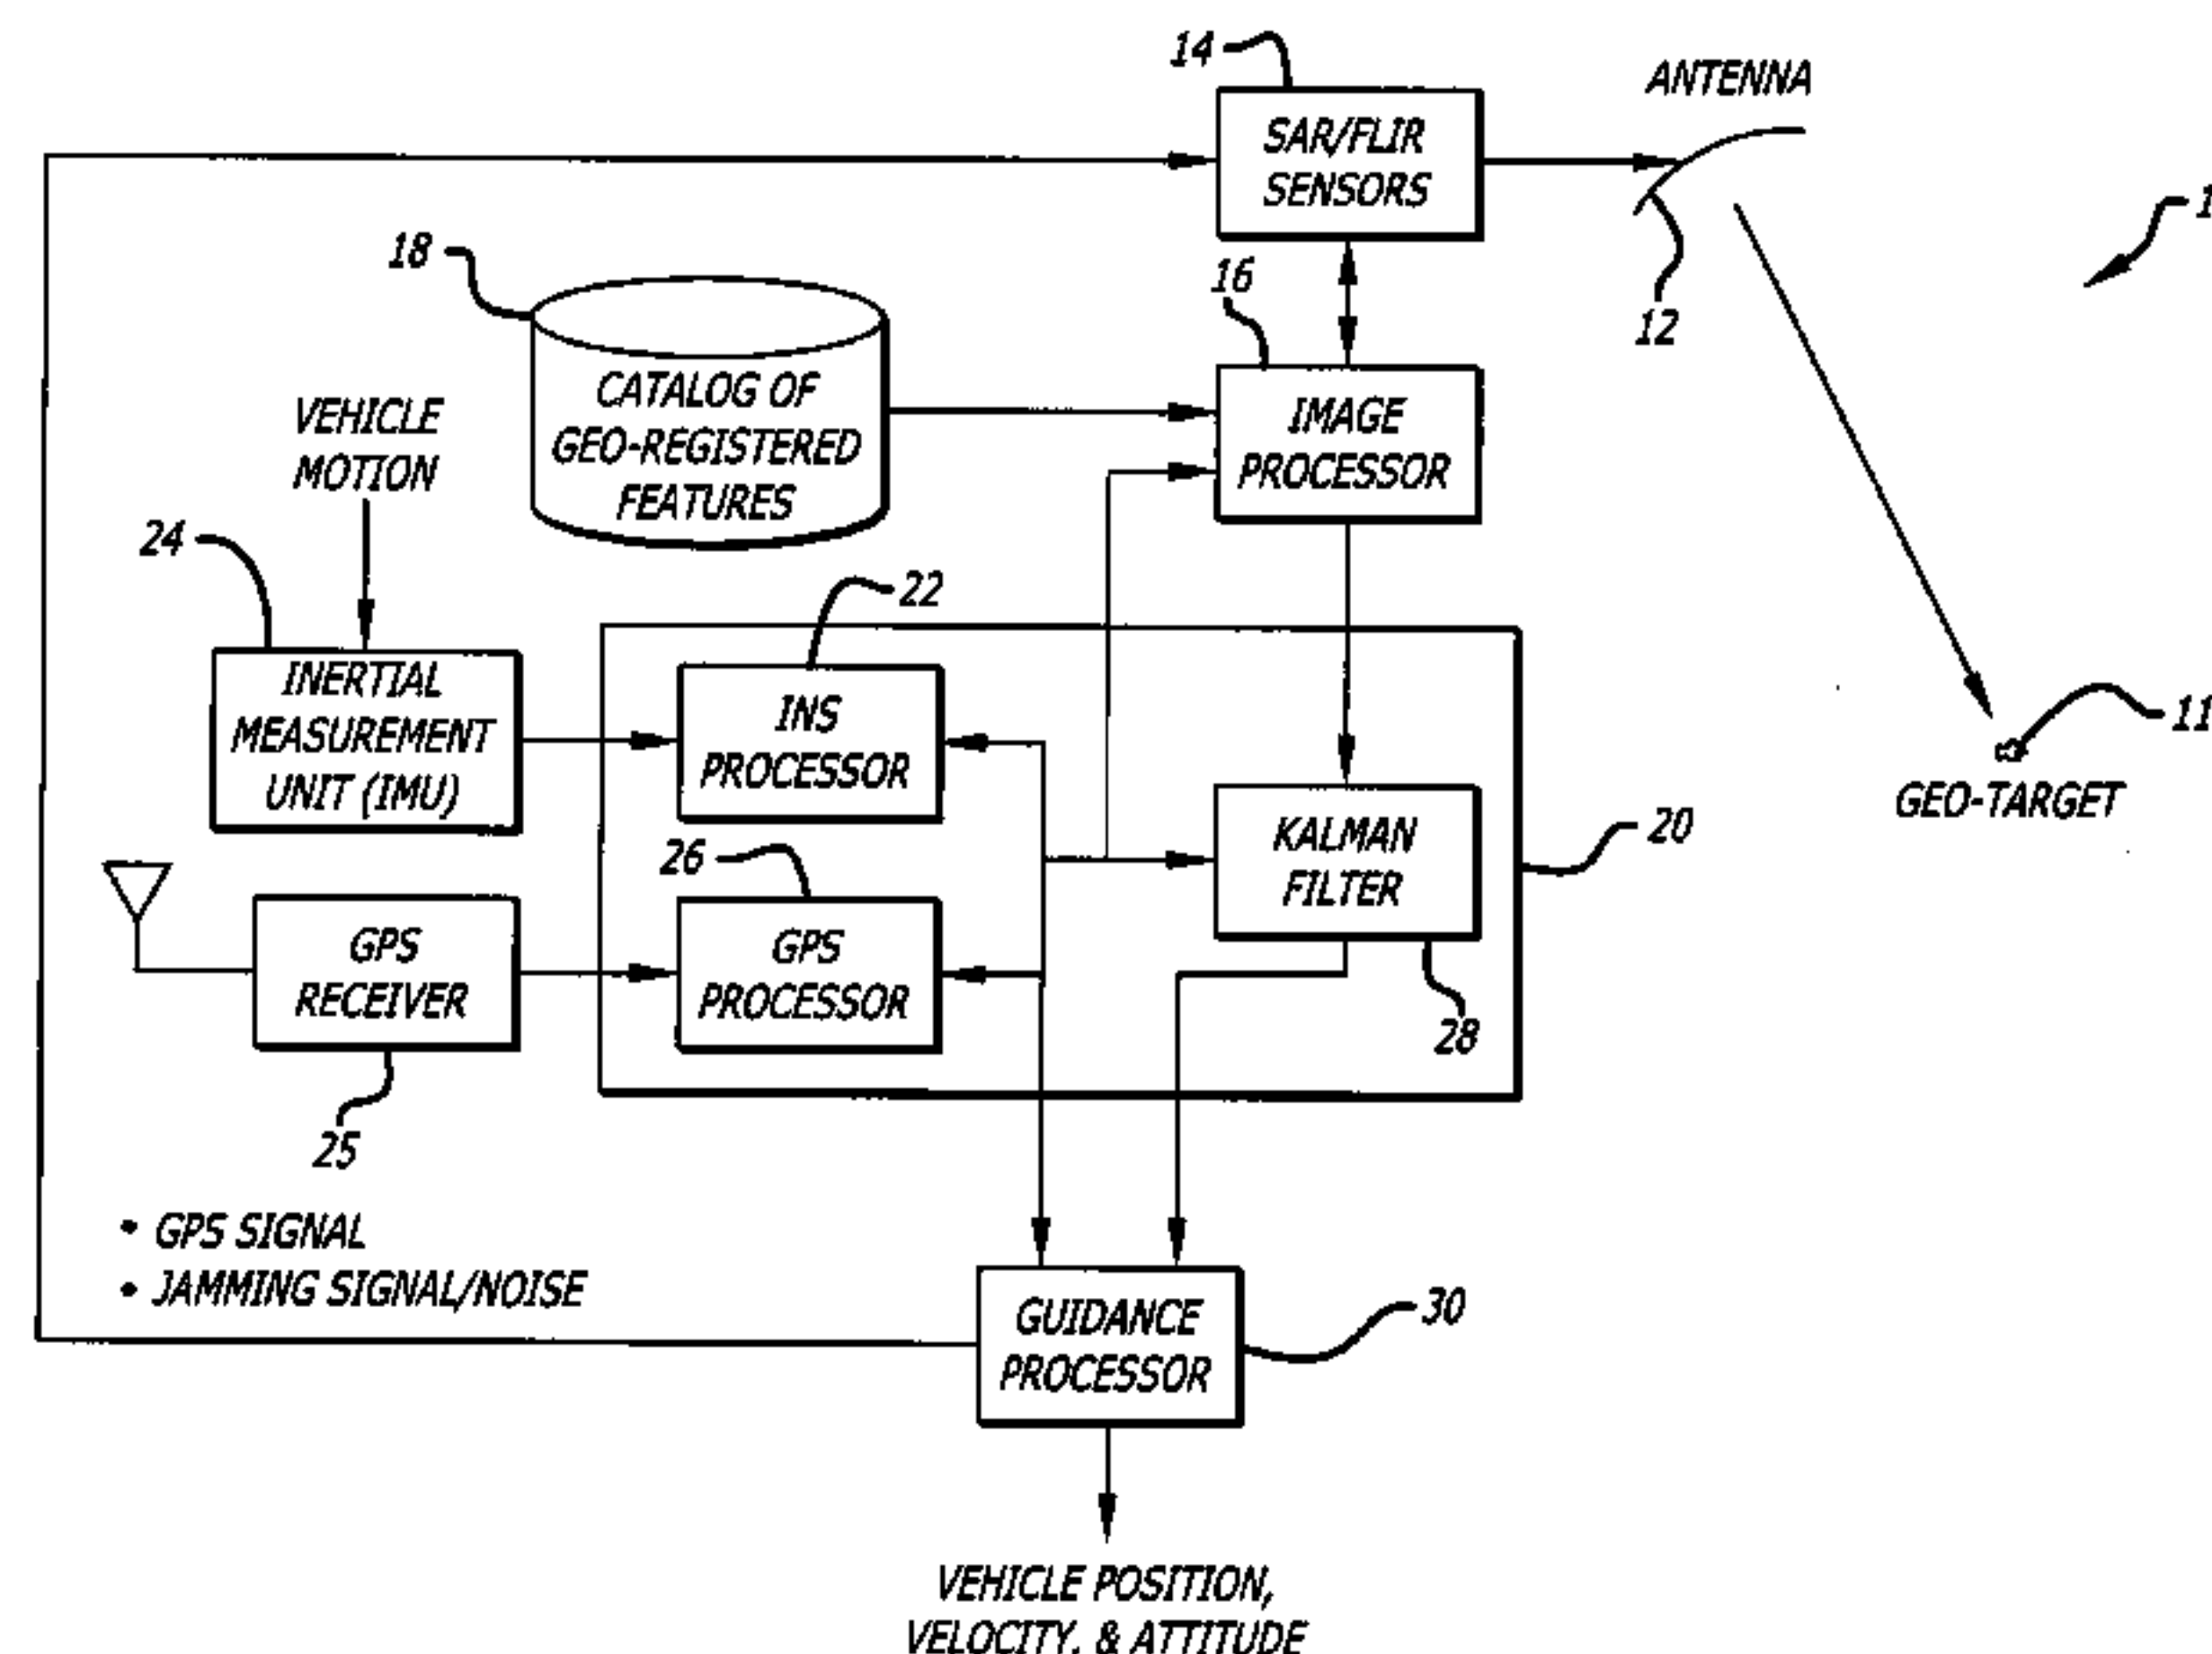 14
ANTENNA
SAR/FLIR
SENSORS
18
16
12
CATALOG OF
GEO-REGISTERED
FEATURES
IMAGE
PROCESSOR
VEHICLE
MOTION
24
22
INERTIAL
MEASUREMENT
UNIT (IMU)
INS
PROCESSOR
11
GEO-TARGET
KALMAN
FILTER
20
26
GPS
RECEIVER
GPS
PROCESSOR
28
25
• GPS SIGNAL
• JAMMING SIGNAL/NOISE
GUIDANCE
PROCESSOR
30
VEHICLE POSITION,
VELOCITY, & ATTITUDE